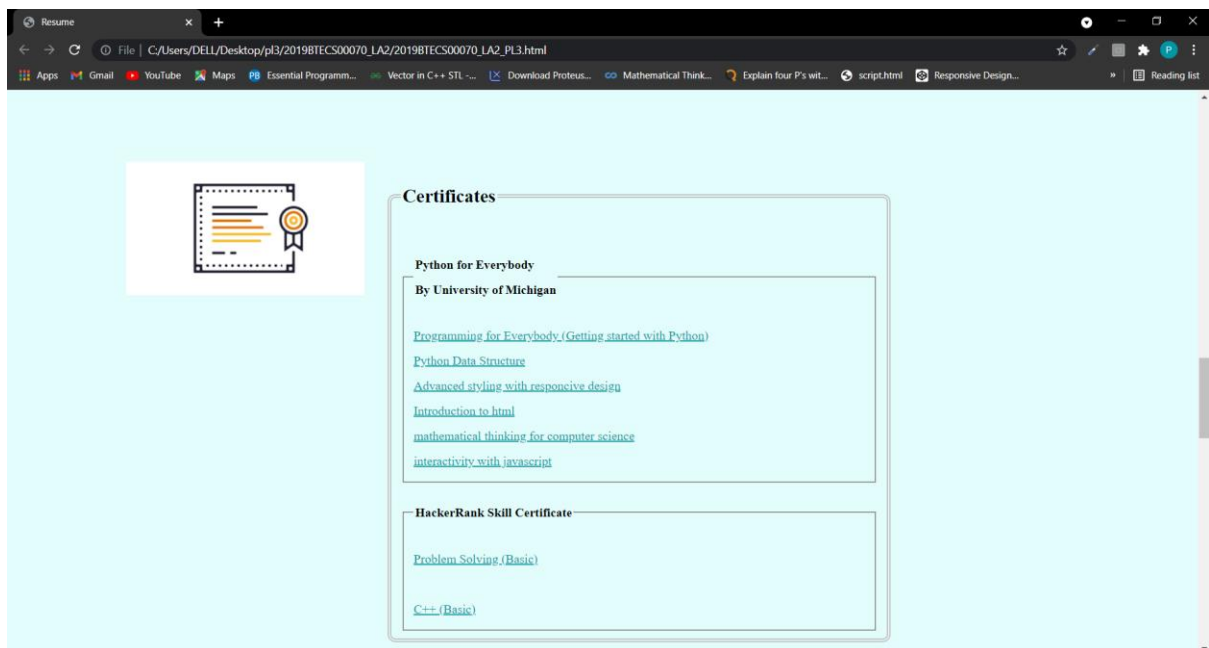 Resume
File | C:/Users/DELL/Desktop/pl3/2019BTECS00070_LA2/2019BTECS00070_LA2_PL3.html
Apps Gmail YouTube Maps PB Essential Programm... Vector in C++ STL -... Download Proteus... Mathematical Think... Explain four P's wit... script.html Responsive Design... » Reading list
Certificates
Python for Everybody
By University of Michigan
Programming for Everybody (Getting started with Python)
Python Data Structure
Advanced styling with responcive design
Introduction to html
mathematical thinking for computer science
interactivity with javascript
HackerRank Skill Certificate
Problem Solving (Basic)
C++ (Basic)